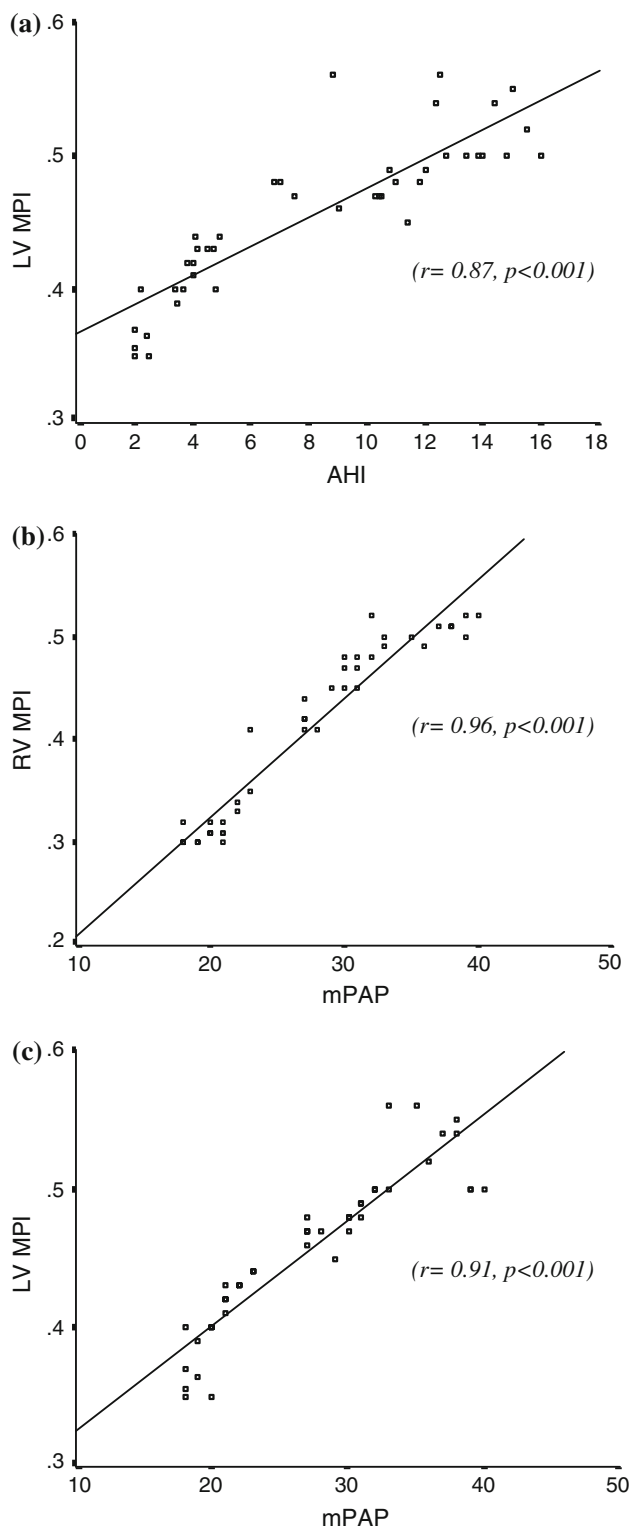 (a)
.6
.5
.4
.3
LV MPI
(r= 0.87, p<0.001)
0 2 4 6 8 10 12 14 16 18
AHI
(b)
.6
.5
.4
.3
.2
RV MPI
(r= 0.96, p<0.001)
10 20 30 40 50
mPAP
(c)
.6
.5
.4
.3
LV MPI
(r= 0.91, p<0.001)
10 20 30 40 50
mPAP